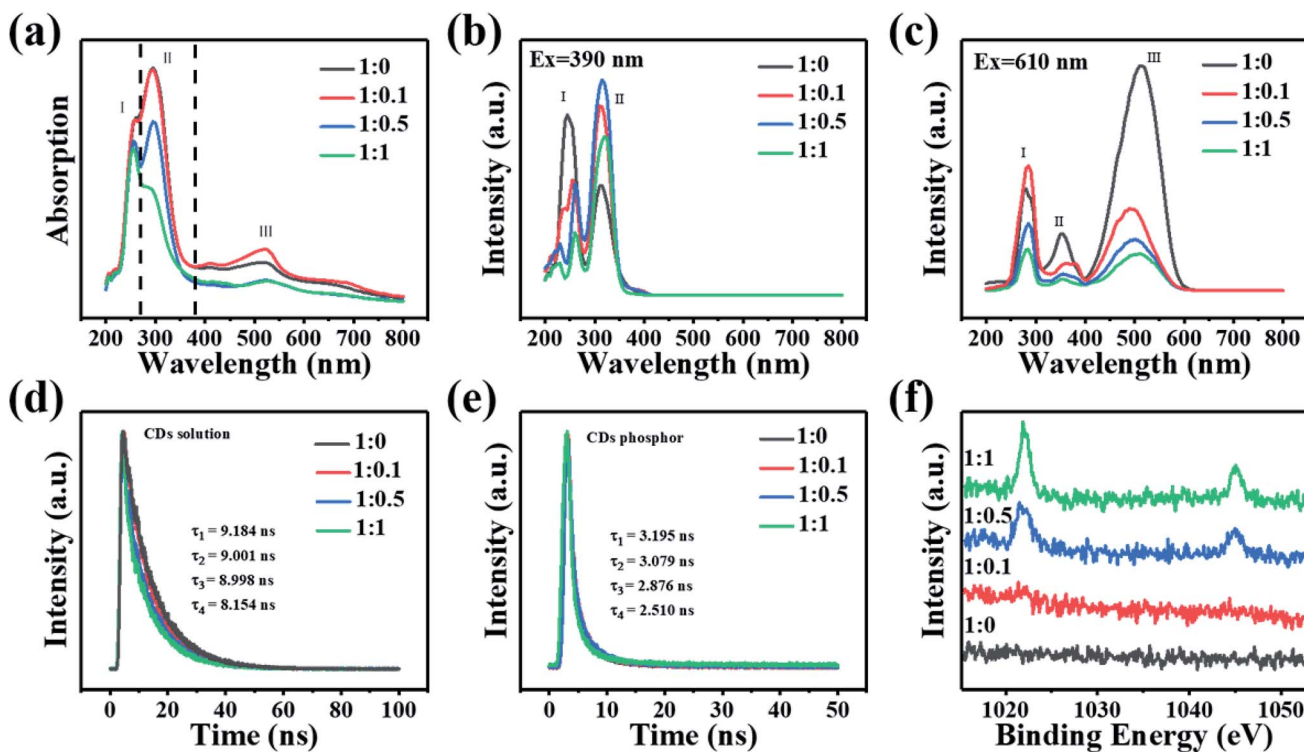 (a)
I
II
III
1:0
1:0.1
1:0.5
1:1
Absorption
200 300 400 500 600 700 800
Wavelength (nm)
(b)
Ex=390 nm
I
II
1:0
1:0.1
1:0.5
1:1
Intensity (a.u.)
200 300 400 500 600 700 800
Wavelength (nm)
(c)
Ex=610 nm
I
II
III
1:0
1:0.1
1:0.5
1:1
Intensity (a.u.)
200 300 400 500 600 700 800
Wavelength (nm)
(d)
CDs solution
1:0
1:0.1
1:0.5
1:1
τ1 = 9.184 ns
τ2 = 9.001 ns
τ3 = 8.998 ns
τ4 = 8.154 ns
Intensity (a.u.)
0 20 40 60 80 100
Time (ns)
(e)
CDs phosphor
1:0
1:0.1
1:0.5
1:1
τ1 = 3.195 ns
τ2 = 3.079 ns
τ3 = 2.876 ns
τ4 = 2.510 ns
Intensity (a.u.)
0 10 20 30 40 50
Time (ns)
(f)
1:1
1:0.5
1:0.1
1:0
Intensity (a.u.)
1020 1030 1040 1050
Binding Energy (eV)